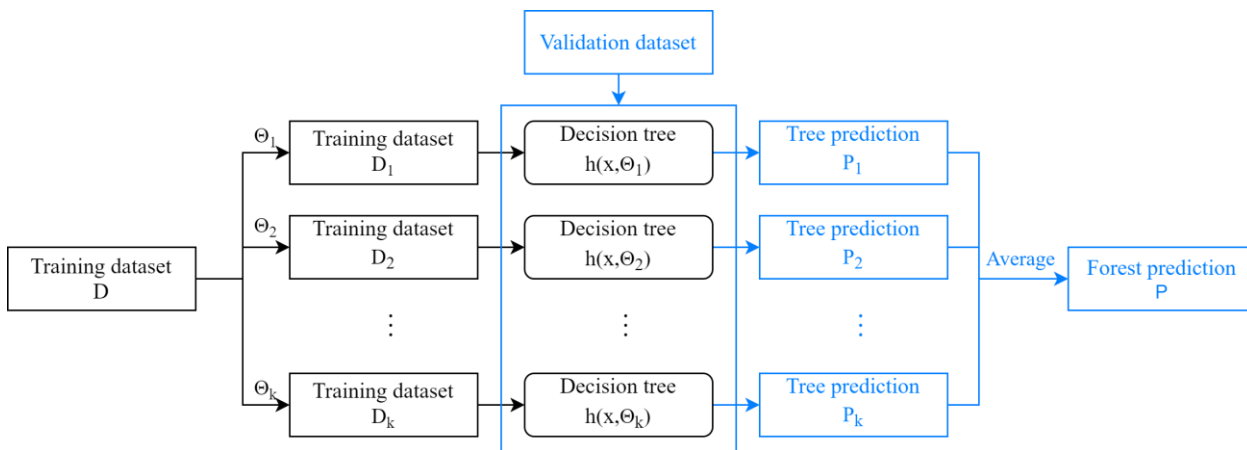 Validation dataset
Θ₁
Training dataset
D₁
Decision tree
h(x,Θ₁)
Tree prediction
P₁
Θ₂
Training dataset
D₂
Decision tree
h(x,Θ₂)
Tree prediction
P₂
Training dataset
D
Average
Forest prediction
P
⋮
⋮
⋮
Θₖ
Training dataset
Dₖ
Decision tree
h(x,Θₖ)
Tree prediction
Pₖ